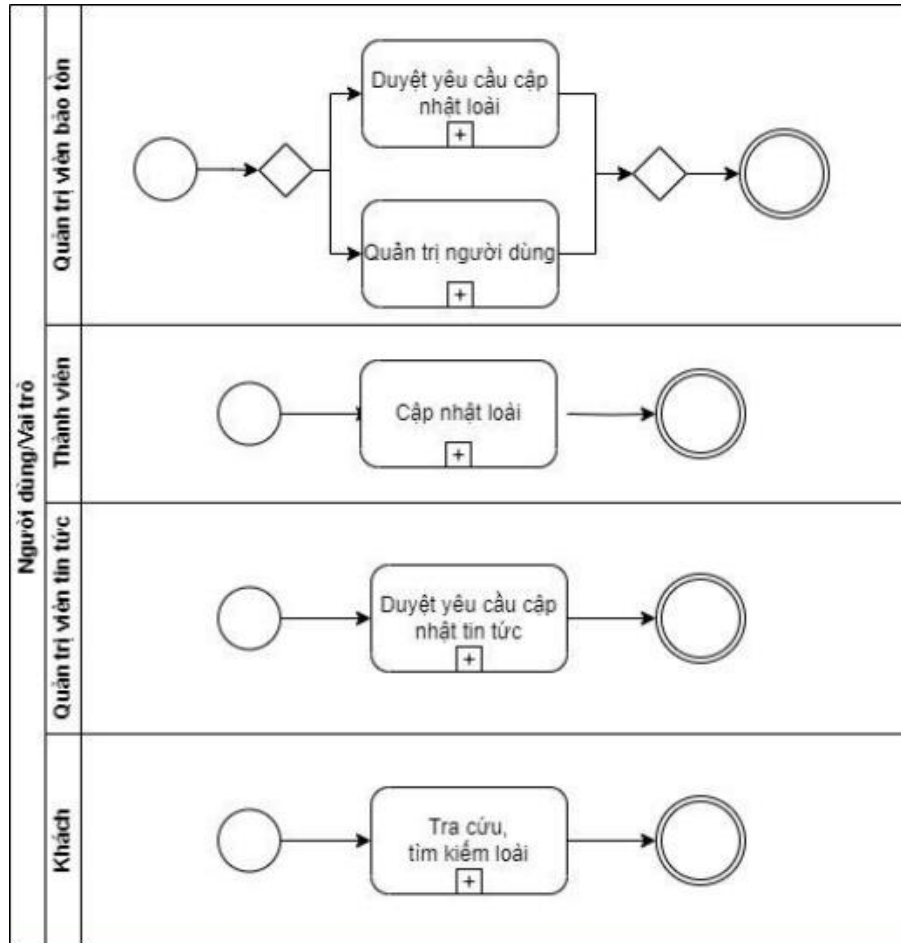 Người dùng/Vai trò
Quản trị viên bảo tồn
Duyệt yêu cầu cập
nhật loài
+
Quản trị người dùng
+
Thành viên
Cập nhật loài
+
Quản trị viên tin tức
Duyệt yêu cầu cập
nhật tin tức
+
Khách
Tra cứu,
tìm kiếm loài
+